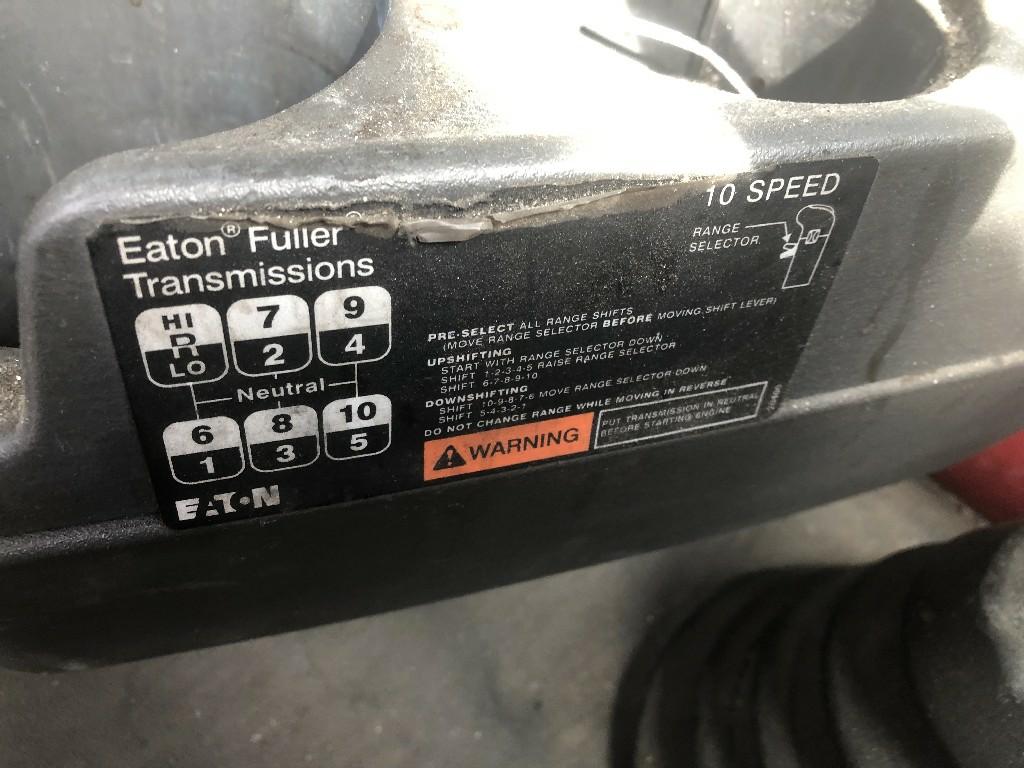 10 SPEED
Eaton® Fuller ®
Transmissions
RANGE
SELECTOR
HI 7 9
R
LO 2 4
Neutral
6 8 10
1 3 5
EATON
PRE-SELECT ALL RANGE SHIFTS
(MOVE RANGE SELECTOR BEFORE MOVING SHIFT LEVER)
UPSHIFTING
START WITH RANGE SELECTOR DOWN
SHIFT 1-2-3-4-5 RAISE RANGE SELECTOR
SHIFT 6-7-8-9-10
DOWNSHIFTING
SHIFT 10-9-8-7-6 MOVE RANGE SELECTOR DOWN
SHIFT 5-4-3-2-1
DO NOT CHANGE RANGE WHILE MOVING IN REVERSE
WARNING
PUT TRANSMISSION IN NEUTRAL
BEFORE STARTING ENGINE